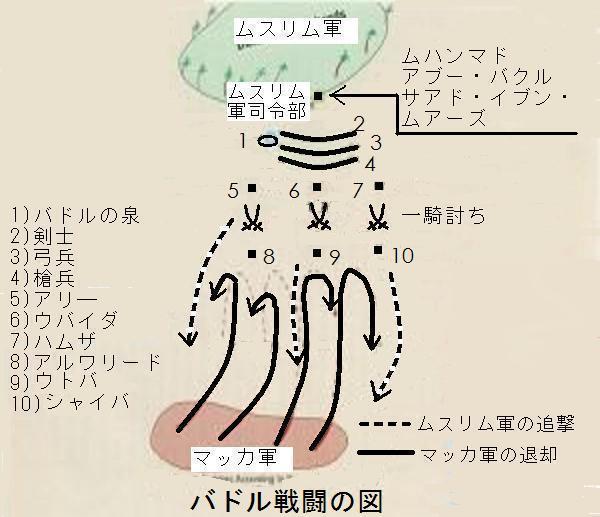 ムスリム軍
ムスリム
軍司令部
ムハンマド
アブー・バクル
サアド・イブン・
ムアーズ
1
2
3
4
5
6
7
一騎討ち
8
9
10
1)バドルの泉
2)剣士
3)弓兵
4)槍兵
5)アリー
6)ウバイダ
7)ハムザ
8)アルワリード
9)ウトバ
10)シャイバ
ムスリム軍の追撃
マッカ軍の退却
マッカ軍
バドル戦闘の図